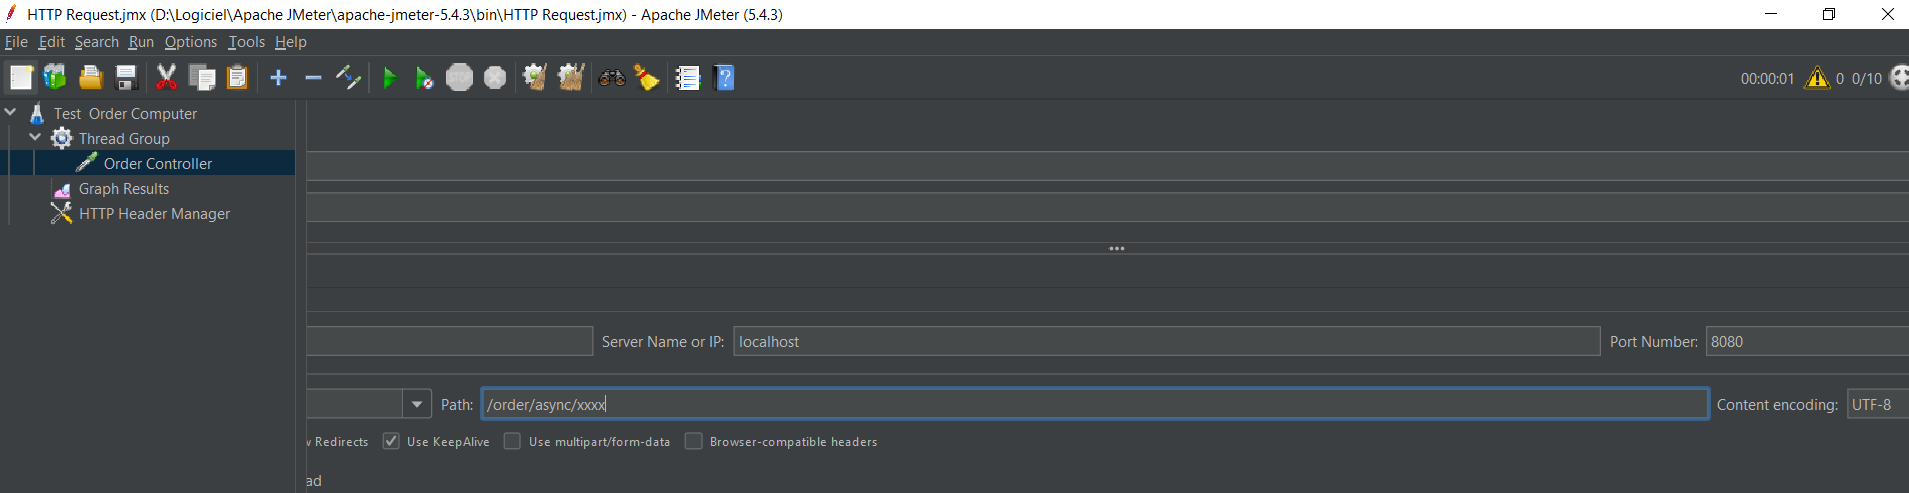 HTTP Request.jmx (D:\Logiciel\Apache JMeter\apache-jmeter-5.4.3\bin\HTTP Request.jmx) - Apache JMeter (5.4.3)
File Edit Search Run Options Tools Help
STOP 00:00:01 0 0/10
Test Order Computer
Thread Group
Order Controller
Graph Results
HTTP Header Manager
Server Name or IP: localhost Port Number: 8080
Path: /order/async/xxxx Content encoding: UTF-8
w Redirects Use KeepAlive Use multipart/form-data Browser-compatible headers
ad